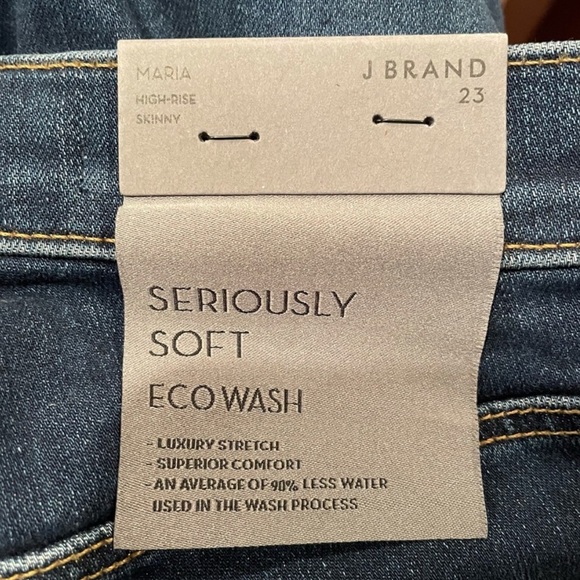 MARIA
HIGH-RISE
SKINNY
J BRAND
23
SERIOUSLY
SOFT
ECO WASH
- LUXURY STRETCH
- SUPERIOR COMFORT
- AN AVERAGE OF 90% LESS WATER
USED IN THE WASH PROCESS